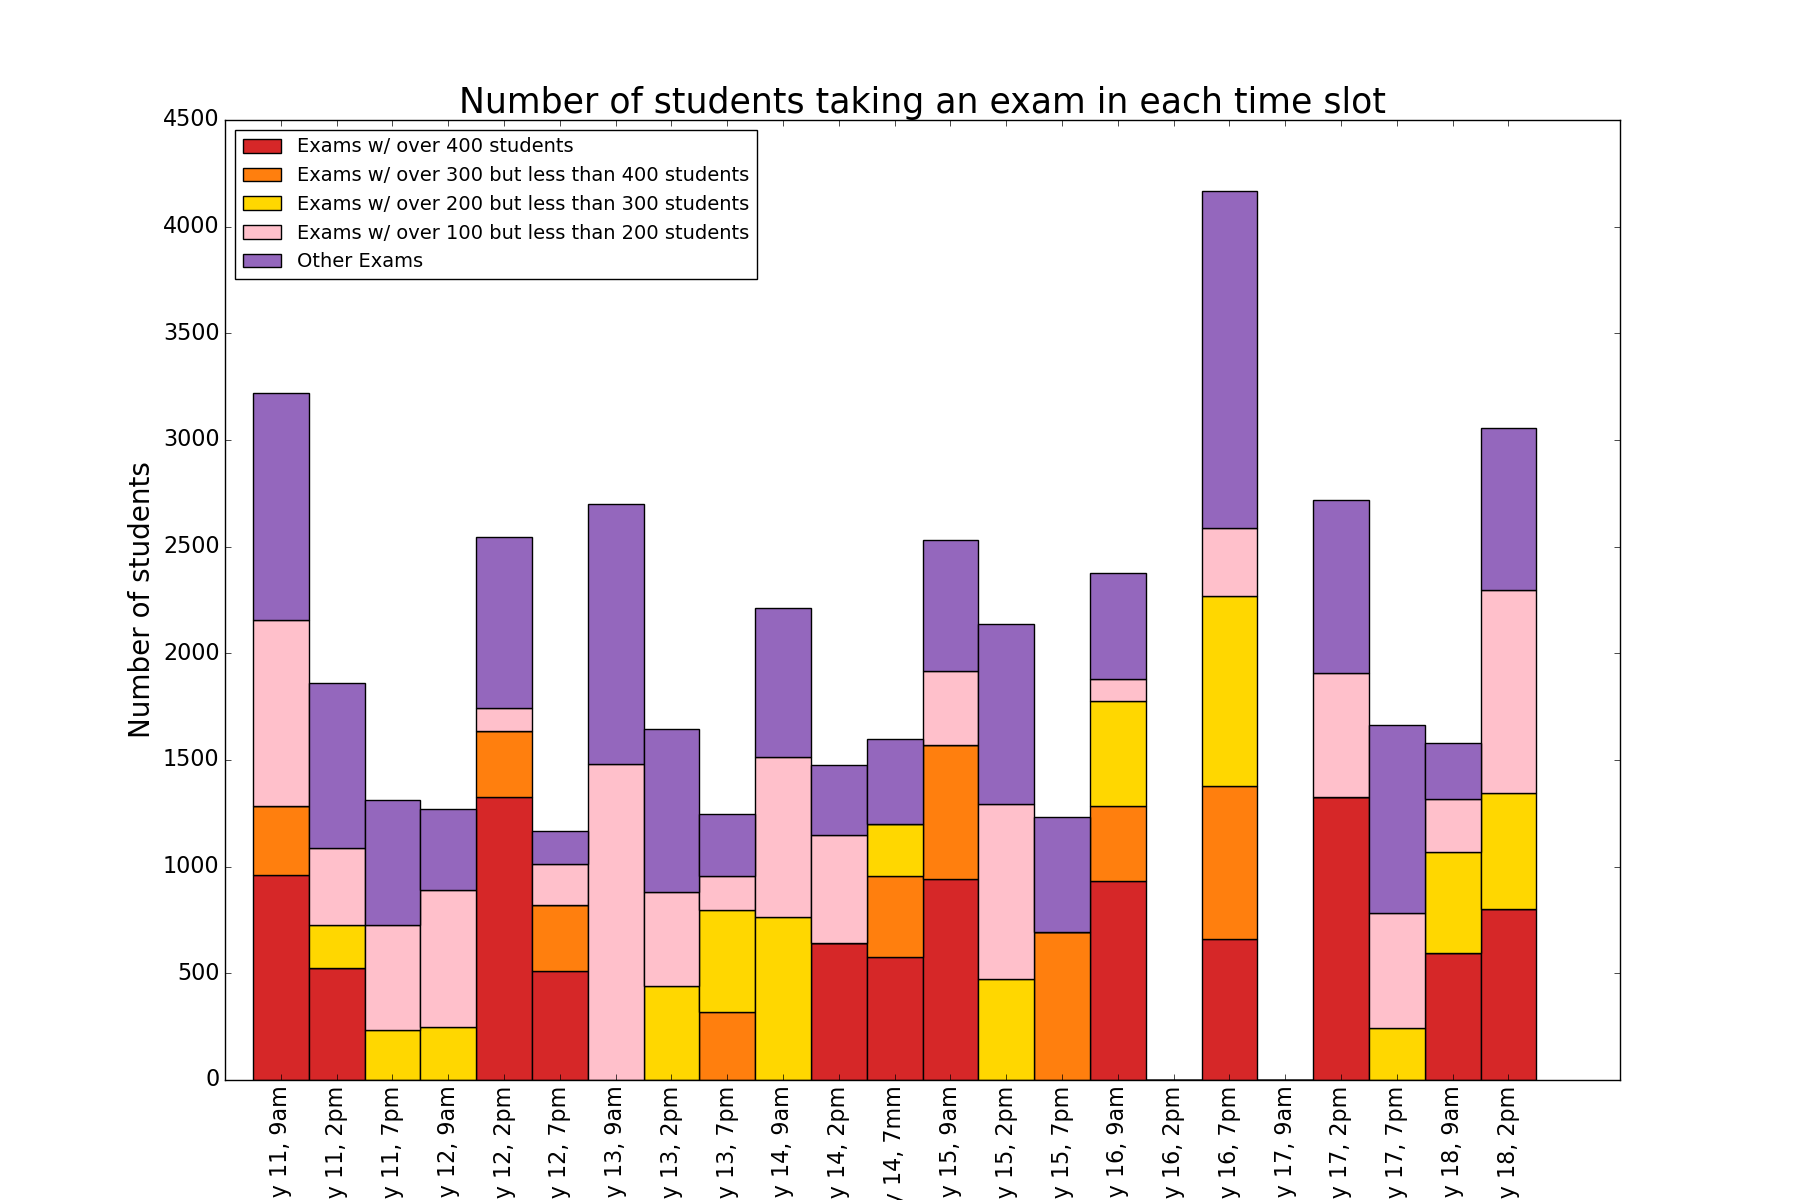 Number of students taking an exam in each time slot
Exams w/ over 400 students
Exams w/ over 300 but less than 400 students
Exams w/ over 200 but less than 300 students
Exams w/ over 100 but less than 200 students
Other Exams
Number of students
4500
4000
3500
3000
2500
2000
1500
1000
500
0
y 11, 9am
y 11, 2pm
y 11, 7pm
y 12, 9am
y 12, 2pm
y 12, 7pm
y 13, 9am
y 13, 2pm
y 13, 7pm
y 14, 9am
y 14, 2pm
y 14, 7mm
y 15, 9am
y 15, 2pm
y 15, 7pm
y 16, 9am
y 16, 2pm
y 16, 7pm
y 17, 9am
y 17, 2pm
y 17, 7pm
y 18, 9am
y 18, 2pm